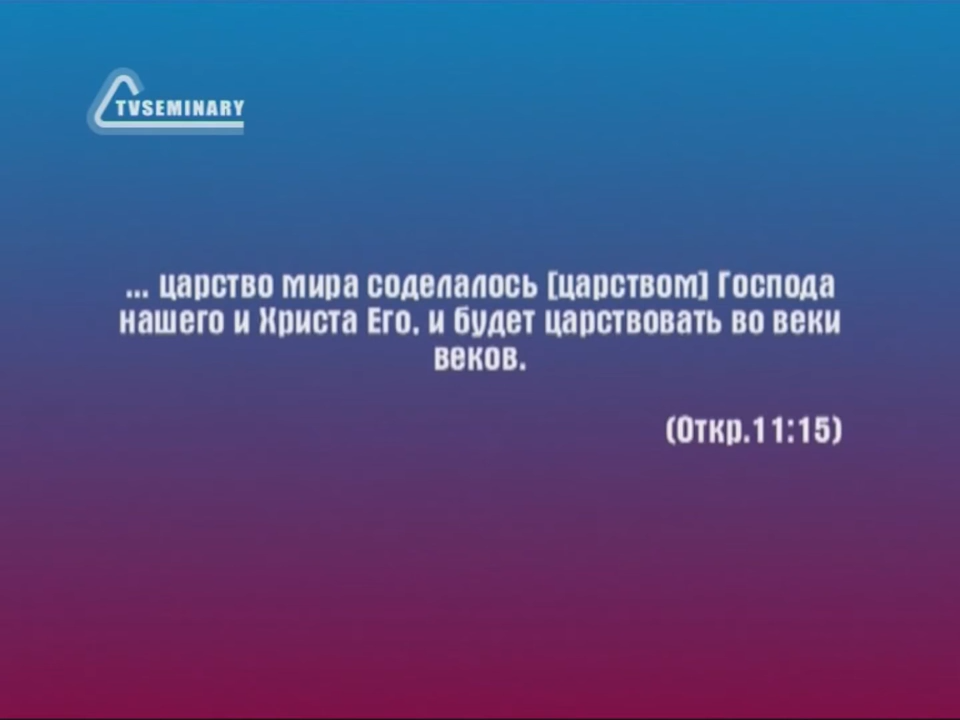 TVSEMINARY
... царство мира соделалось [царством] Господа
нашего и Христа Его, и будет царствовать во веки
веков.
(Откр.11:15)